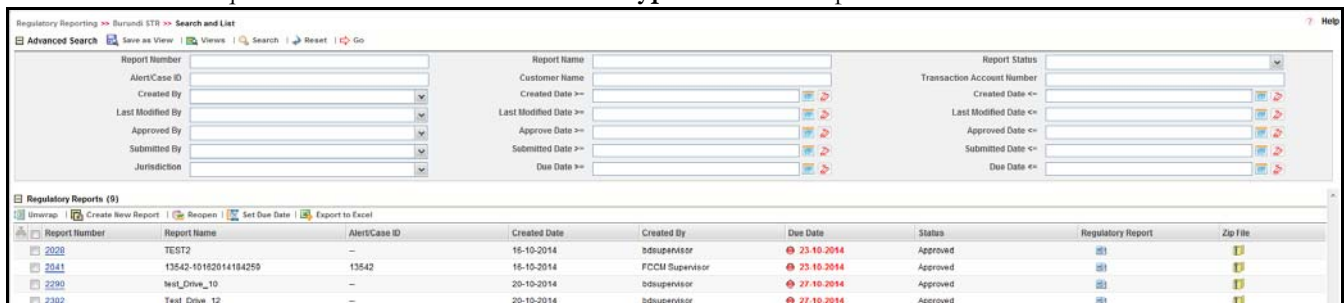 Regulatory Reporting >> Burundi STR >> Search and List ? Help
Advanced Search Save as View | Views | Search | Reset | Go
Report Number Report Name Report Status
Alert/Case ID Customer Name Transaction Account Number
Created By Created Date >= Created Date <=
Last Modified By Last Modified Date >= Last Modified Date <=
Approved By Approve Date >= Approved Date <=
Submitted By Submitted Date >= Submitted Date <=
Jurisdiction Due Date >= Due Date <=
Regulatory Reports (9)
Unwrap | Create New Report | Reopen | Set Due Date | Export to Excel
Report Number Report Name Alert/Case ID Created Date Created By Due Date Status Regulatory Report Zip File
2028 TEST2 -- 16-10-2014 bdsupervisor 23-10-2014 Approved
2041 13542-10162014184259 13542 16-10-2014 FCCM Supervisor 23-10-2014 Approved
2290 test_Drive_10 -- 20-10-2014 bdsupervisor 27-10-2014 Approved
2302 Test_Drive_12 -- 20-10-2014 bdsupervisor 27-10-2014 Approved